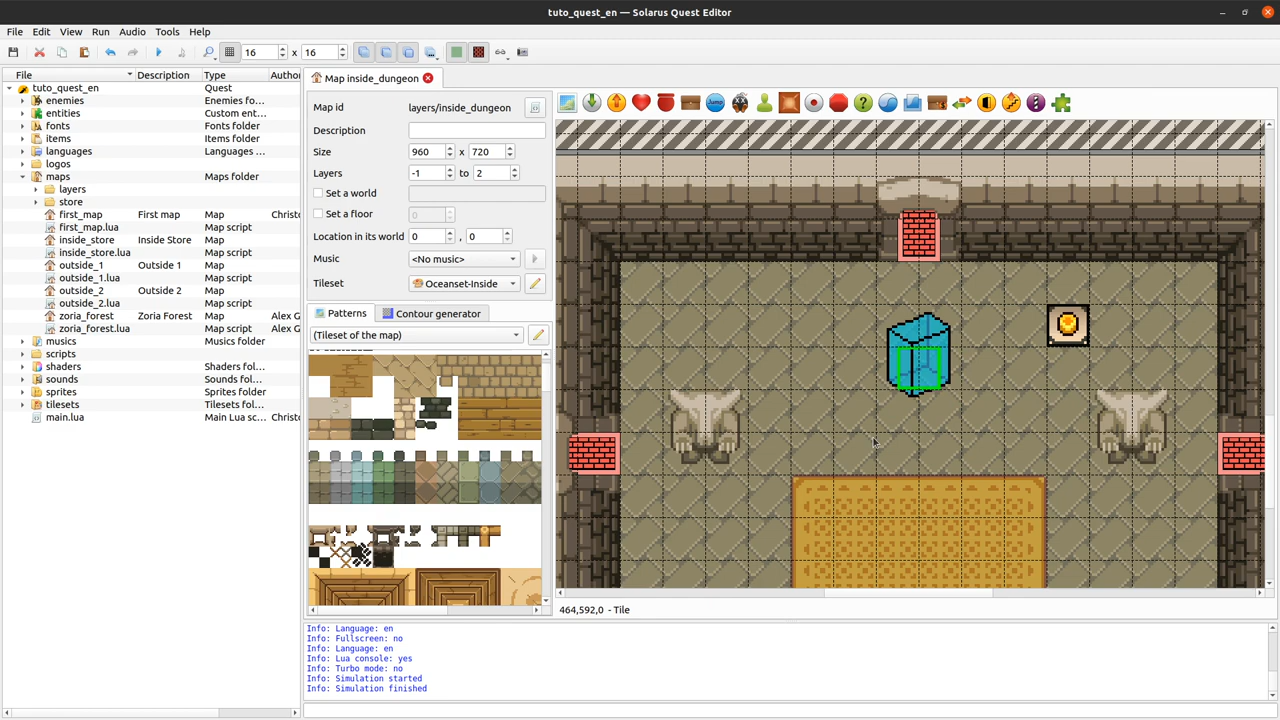 tuto_quest_en — Solarus Quest Editor
File Edit View Run Audio Tools Help
16 x 16
File Description Type Autho
tuto_quest_en Quest
enemies Enemies fo...
entities Custom ent...
fonts Fonts folder
items Items folder
languages Languages ...
logos
maps Maps folder
layers
store
first_map First map Map Christo
first_map.lua Map script
inside_store Inside Store Map
inside_store.lua Map script
outside_1 Outside 1 Map
outside_1.lua Map script
outside_2 Outside 2 Map
outside_2.lua Map script
zoria_forest Zoria Forest Map Alex G
zoria_forest.lua Map script Alex G
musics Musics folder
scripts
shaders Shaders fol...
sounds Sounds fol...
sprites Sprites folder
tilesets Tilesets fol...
main.lua Main Lua sc... Christo
Map inside_dungeon
Map id layers/inside_dungeon
Description
Size 960 x 720
Layers -1 to 2
Set a world
Set a floor 0
Location in its world 0 , 0
Music <No music>
Tileset Oceanset-Inside
Patterns Contour generator
(Tileset of the map)
Jump
464,592,0 - Tile
Info: Language: en
Info: Fullscreen: no
Info: Language: en
Info: Lua console: yes
Info: Turbo mode: no
Info: Simulation started
Info: Simulation finished